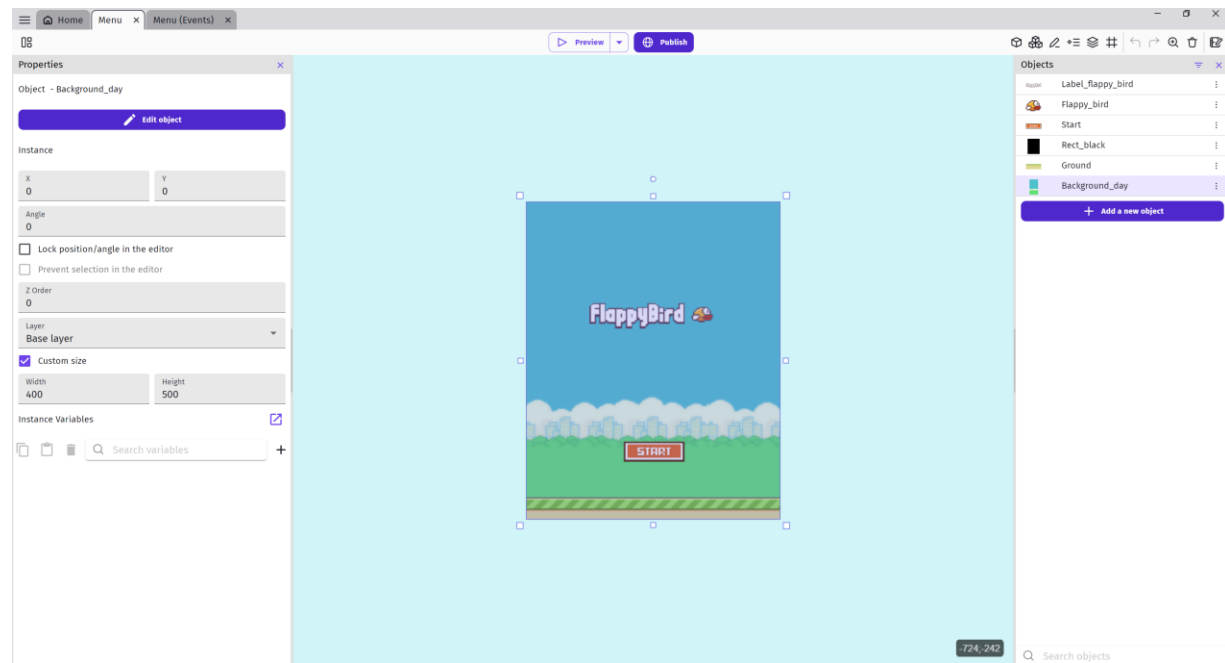 Home
Menu
Menu (Events)
Preview
Publish
Properties
Object - Background_day
Edit object
Instance
X
0
Y
0
Angle
0
Lock position/angle in the editor
Prevent selection in the editor
Z Order
0
Layer
Base layer
Custom size
Width
400
Height
500
Instance Variables
Search variables
FlappyBird
START
-724;-242
Objects
Label_flappy_bird
Flappy_bird
Start
Rect_black
Ground
Background_day
Add a new object
Search objects